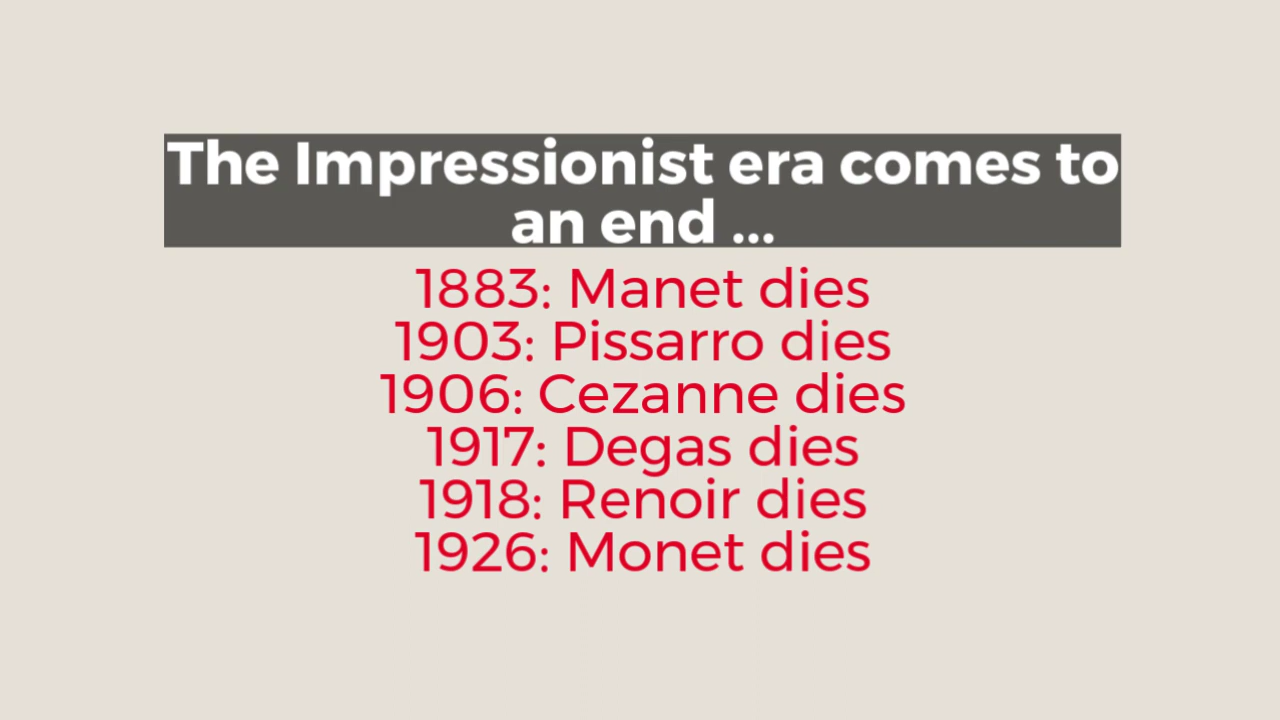 The Impressionist era comes to
an end ...
1883: Manet dies
1903: Pissarro dies
1906: Cezanne dies
1917: Degas dies
1918: Renoir dies
1926: Monet dies